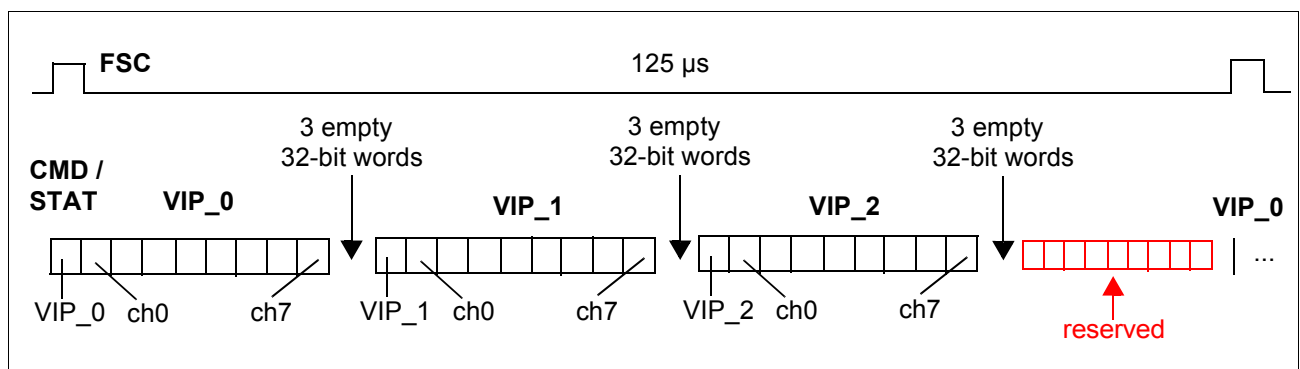 FSC
125 µs
3 empty
32-bit words
3 empty
32-bit words
3 empty
32-bit words
CMD /
STAT
VIP_0
VIP_1
VIP_2
VIP_0
...
VIP_0
ch0
ch7
VIP_1
ch0
ch7
VIP_2
ch0
ch7
reserved